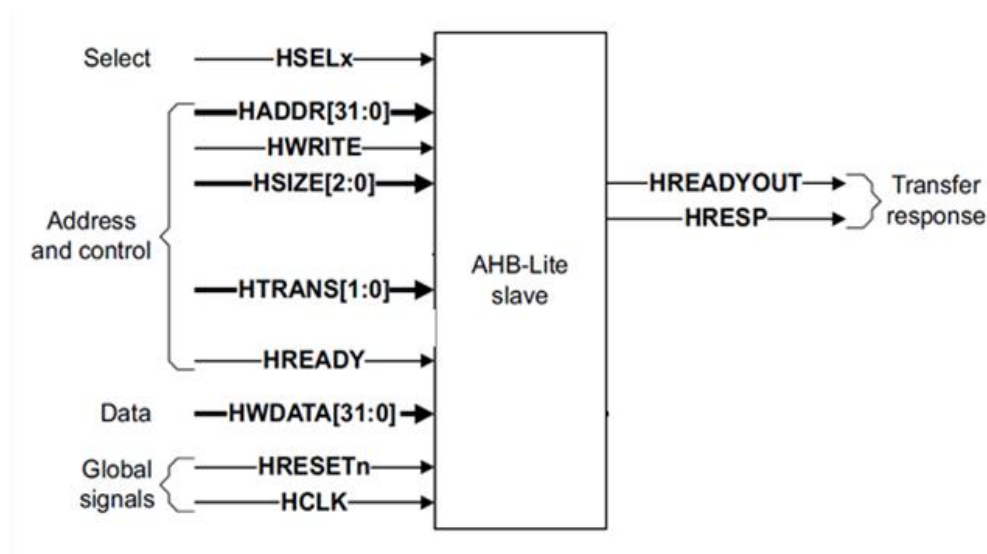 Select
HSELx
HADDR[31:0]
HWRITE
HSIZE[2:0]
Address
and control
HTRANS[1:0]
HREADY
Data
HWDATA[31:0]
Global
signals
HRESETn
HCLK
AHB-Lite
slave
HREADYOUT
HRESP
Transfer
response